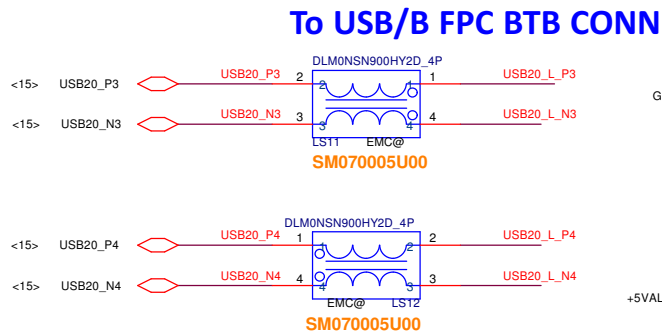 To USB/B FPC BTB CONN
DLM0NSN900HY2D_4P
<15> USB20_P3 USB20_P3 2 2 1 1 USB20_L_P3
G
<15> USB20_N3 USB20_N3 3 3 4 4 USB20_L_N3
LS11 EMC@
SM070005U00
DLM0NSN900HY2D_4P
<15> USB20_P4 USB20_P4 1 1 2 2 USB20_L_P4
<15> USB20_N4 USB20_N4 4 4 3 3 USB20_L_N4
+5VAL
EMC@ LS12
SM070005U00